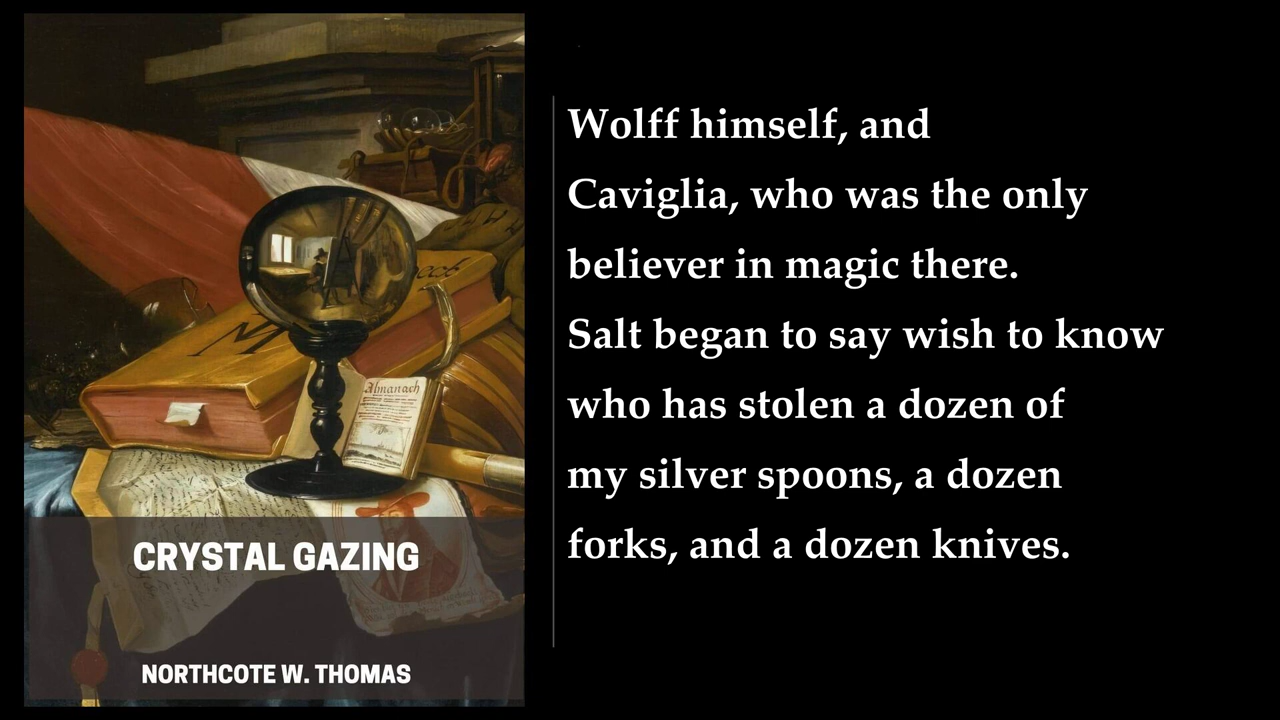 Wolff himself, and
Caviglia, who was the only
believer in magic there.
Salt began to say wish to know
who has stolen a dozen of
my silver spoons, a dozen
forks, and a dozen knives.
Almanach
M
CRYSTAL GAZING
NORTHCOTE W. THOMAS